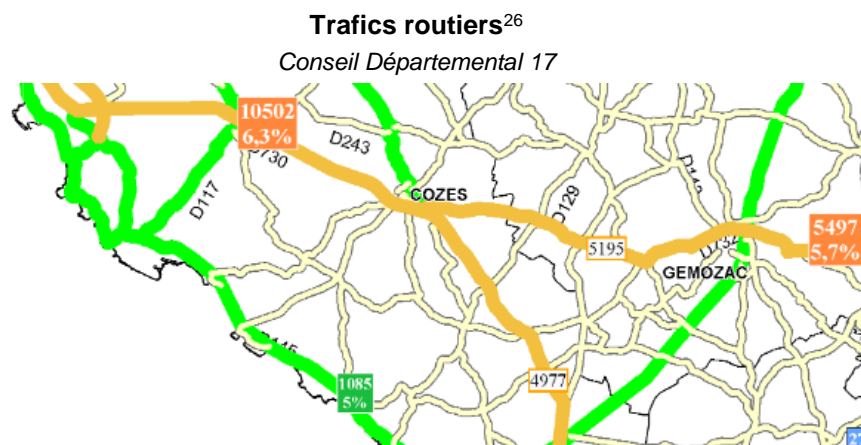 Trafics routiers26
Conseil Départemental 17
10502
6,3%
D730
D243
D117
COZES
D129
5195
5497
5,7%
GEMOZAC
1085
5%
4977